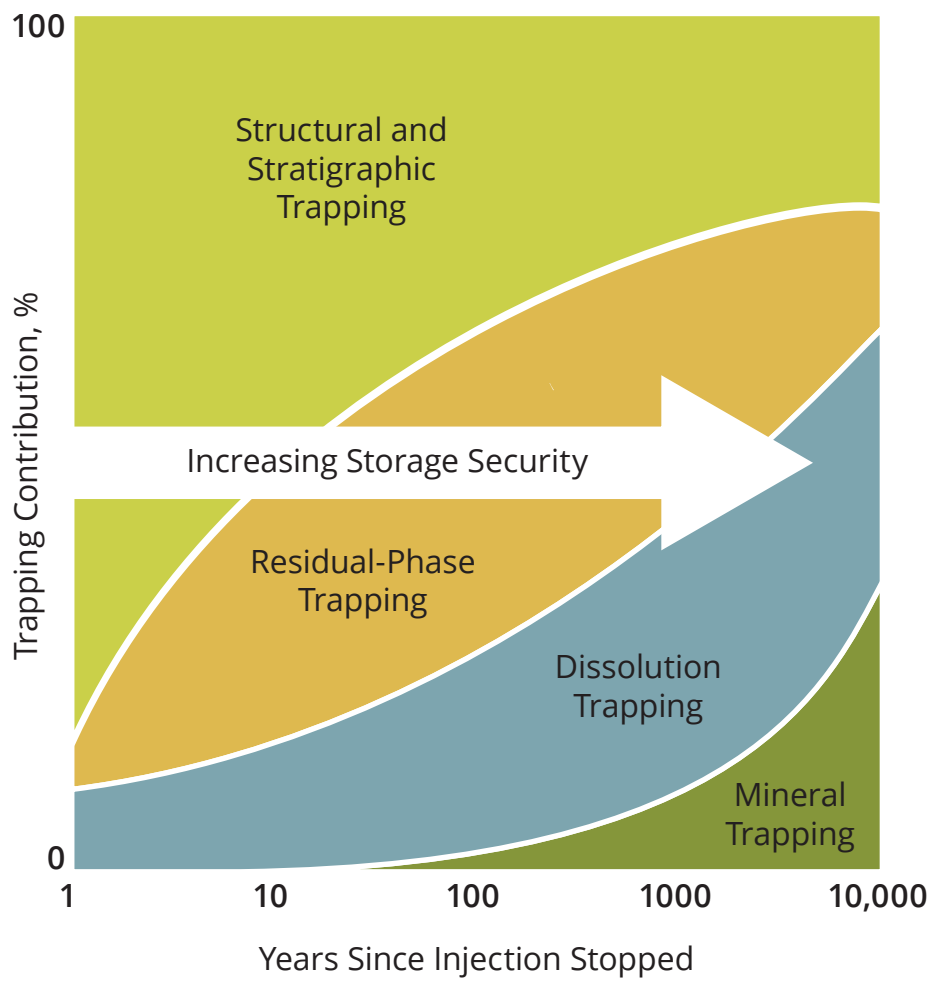 100
Structural and
Stratigraphic
Trapping
Trapping Contribution, %
Increasing Storage Security
Residual-Phase
Trapping
Dissolution
Trapping
Mineral
Trapping
0
1 10 100 1000 10,000
Years Since Injection Stopped